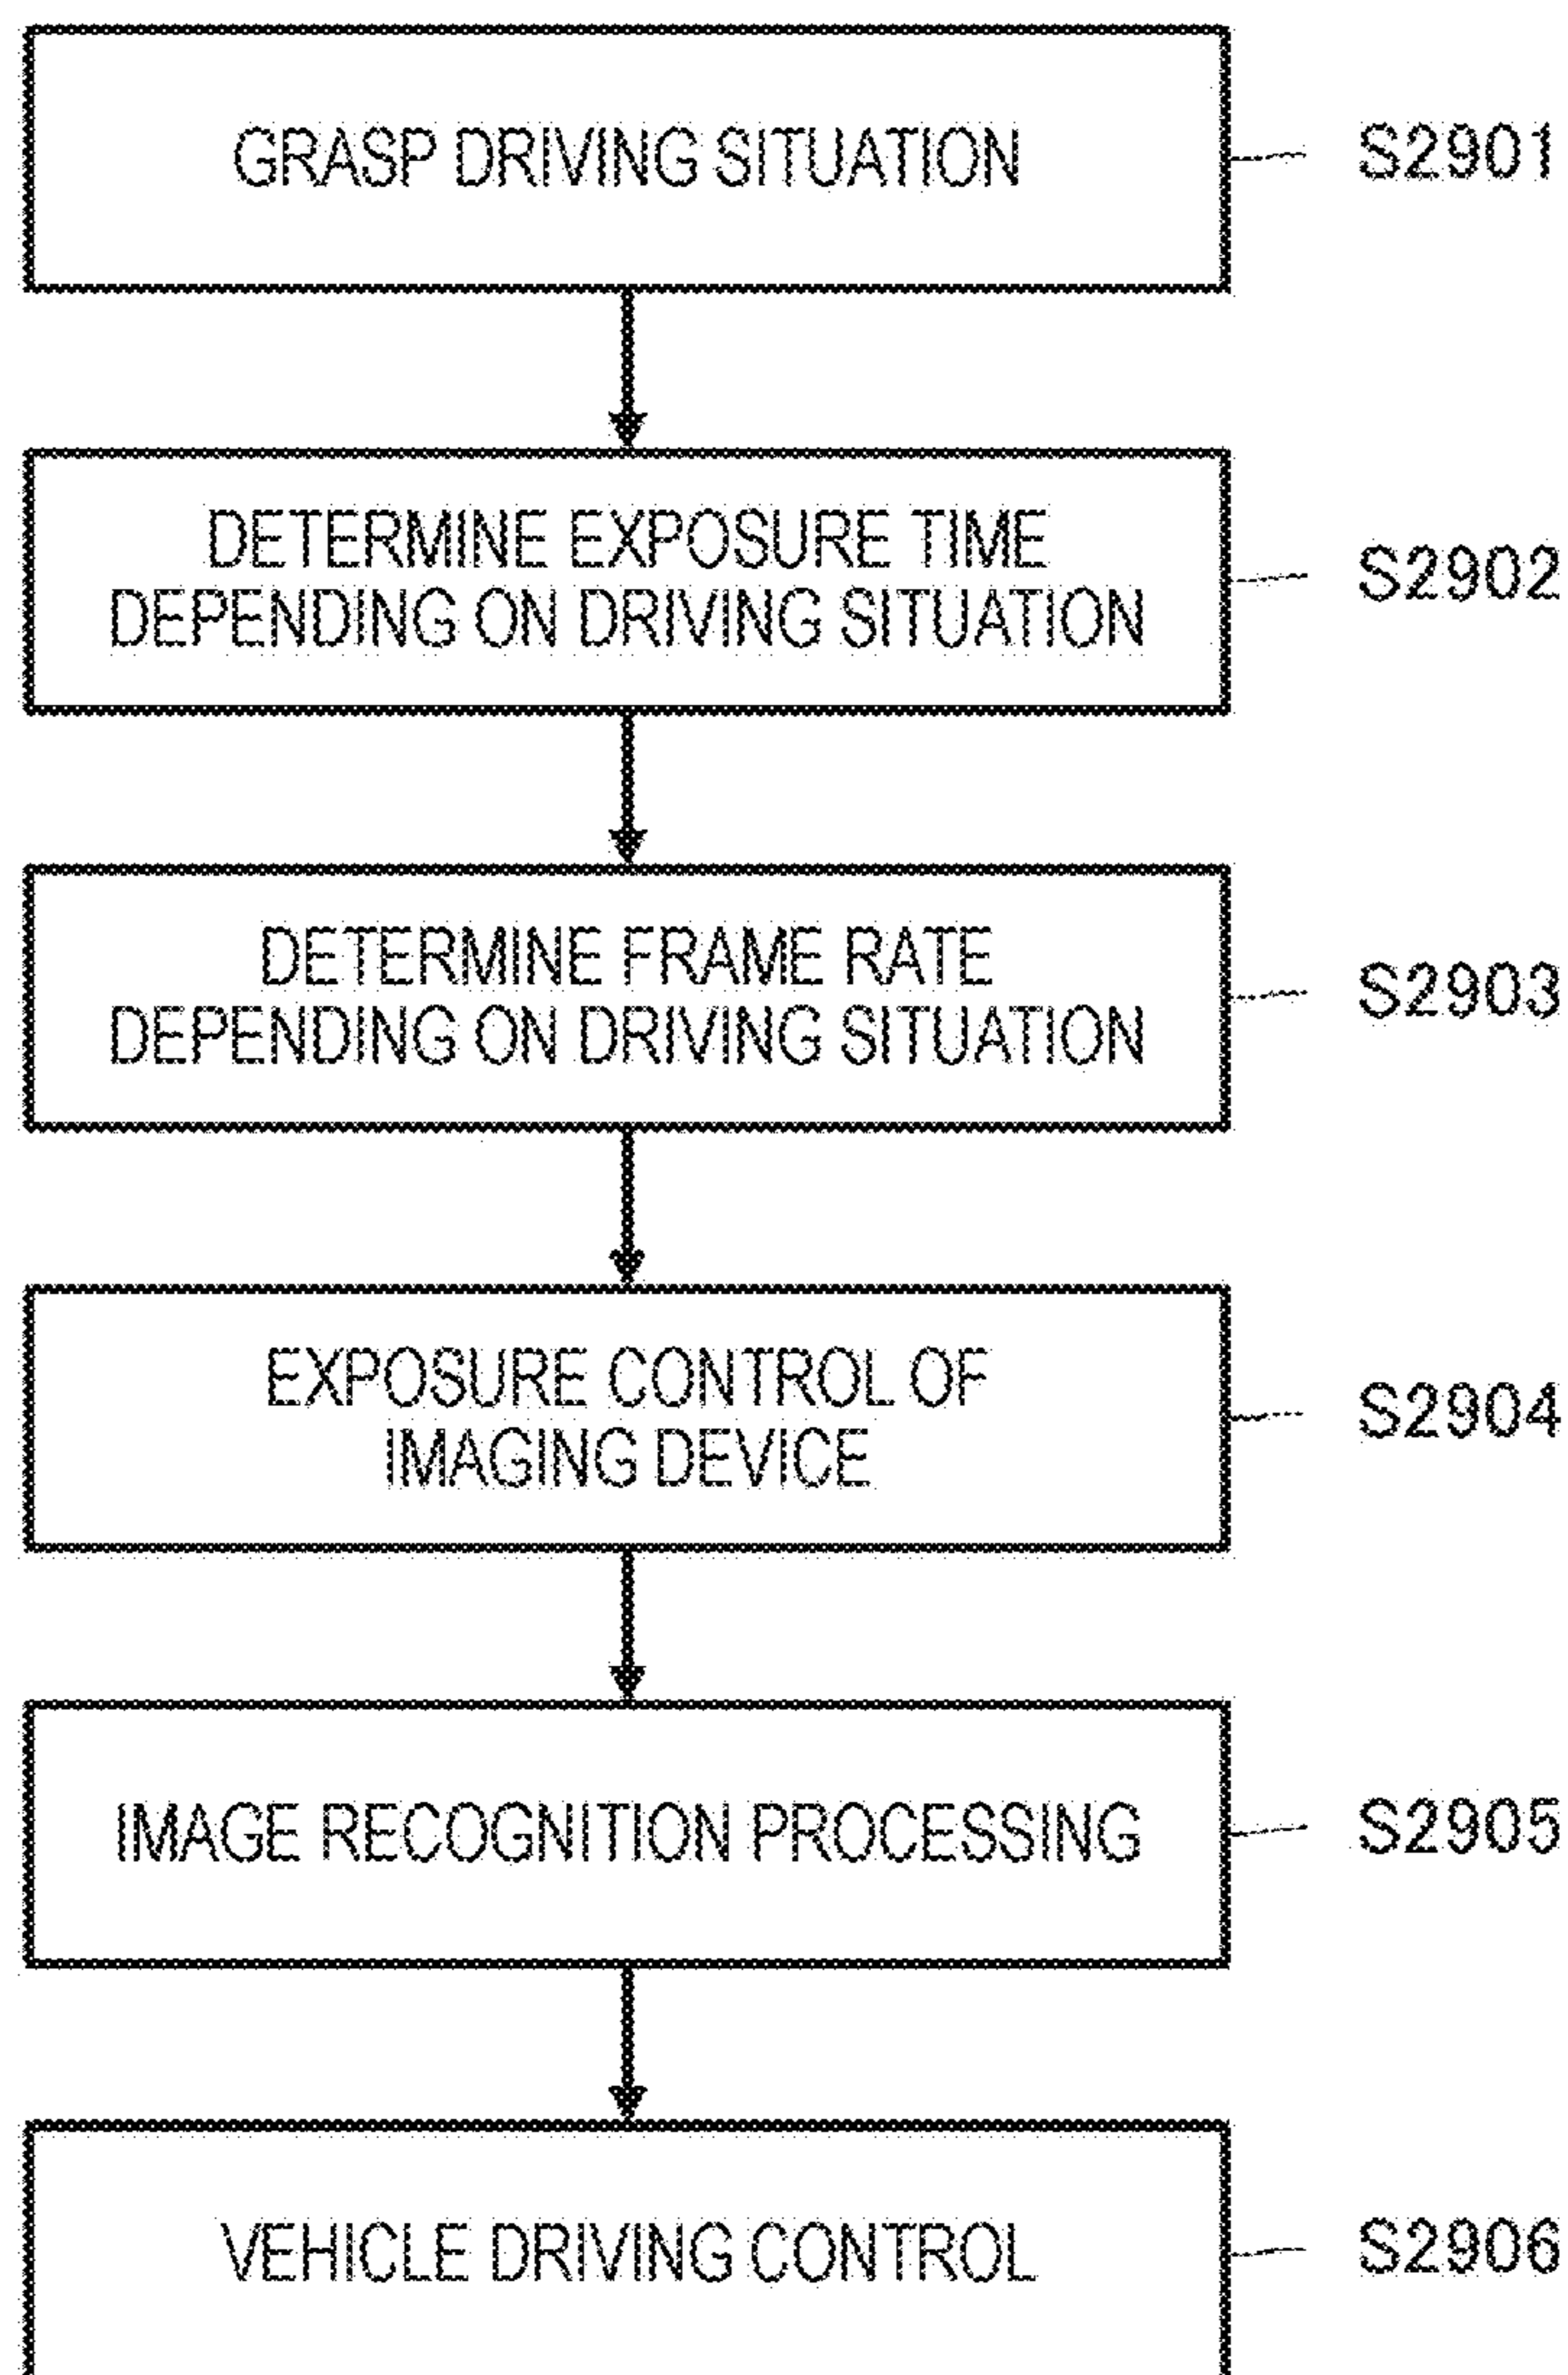 GRASP DRIVING SITUATION
S2901
DETERMINE EXPOSURE TIME
DEPENDING ON DRIVING SITUATION
S2902
DETERMINE FRAME RATE
DEPENDING ON DRIVING SITUATION
S2903
EXPOSURE CONTROL OF
IMAGING DEVICE
S2904
IMAGE RECOGNITION PROCESSING
S2905
VEHICLE DRIVING CONTROL
S2906